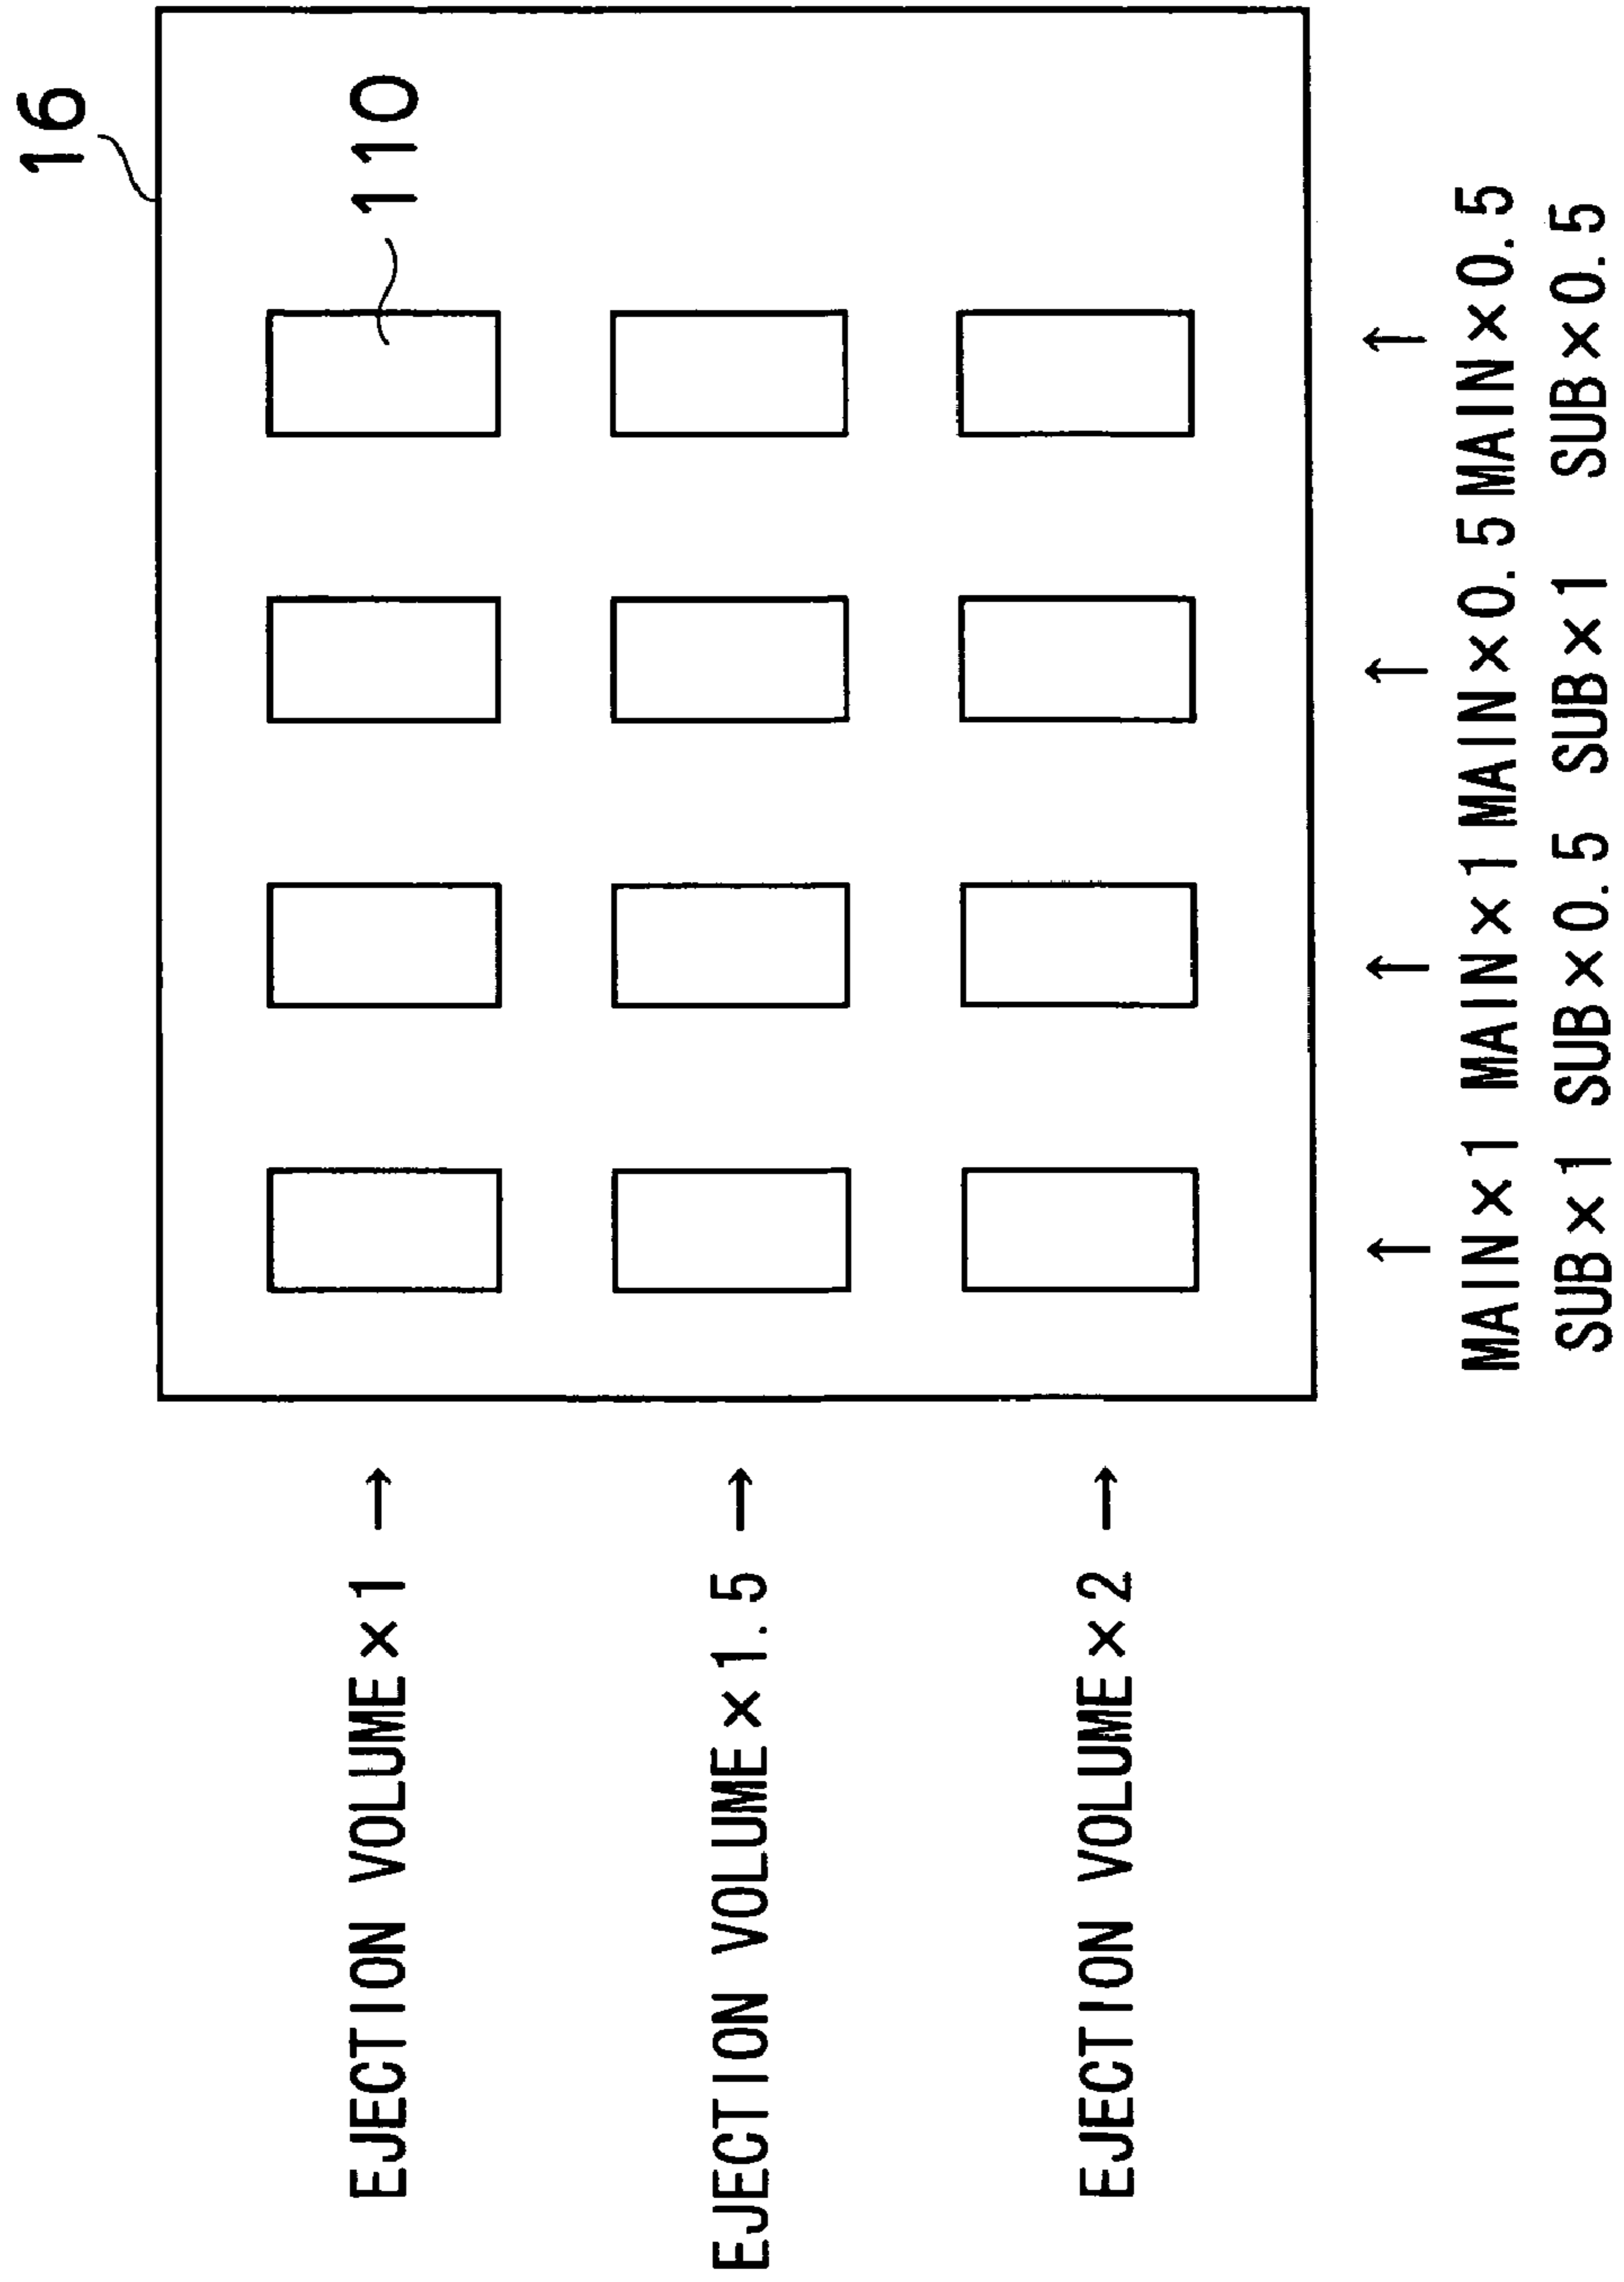 16
110
EJECTION VOLUME×1 →
EJECTION VOLUME×1.5 →
EJECTION VOLUME×2 →
↑ ↑ ↑ ↑
MAIN×1 MAIN×1 MAIN×0.5 MAIN×0.5
SUB×1 SUB×0.5 SUB×1 SUB×0.5